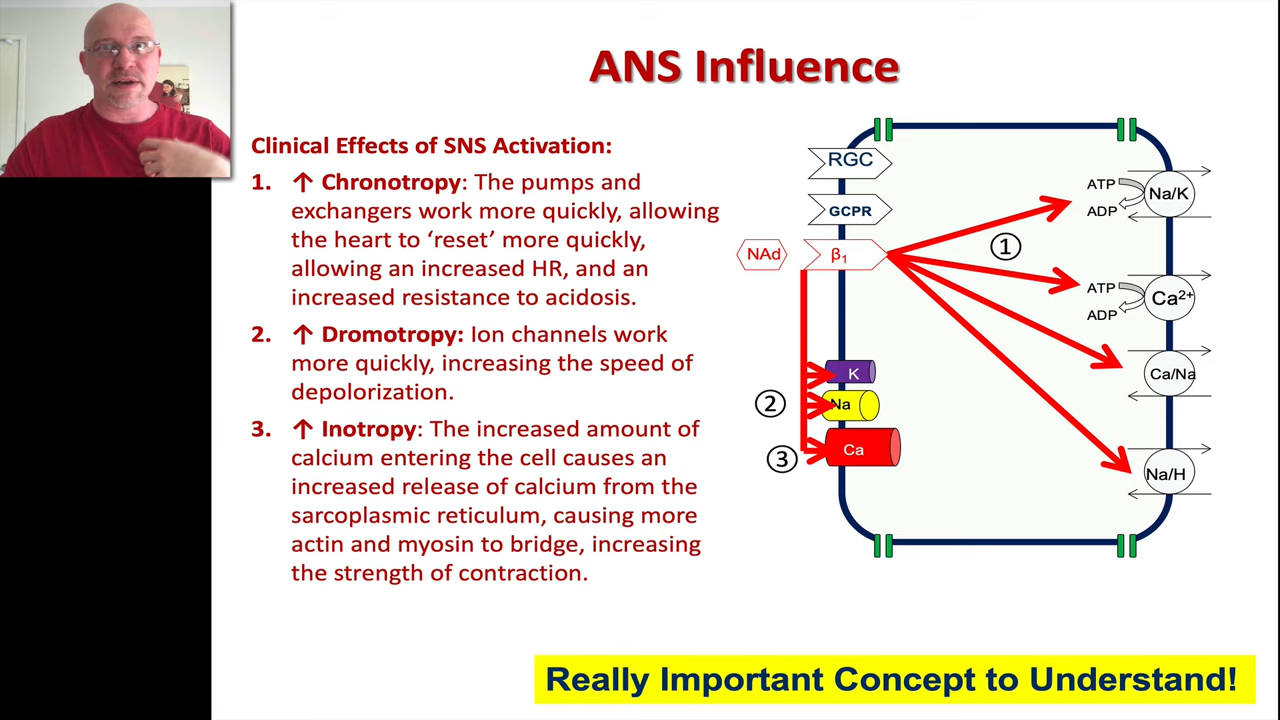 ANS Influence
Clinical Effects of SNS Activation:
1. ↑ Chronotropy: The pumps and
exchangers work more quickly, allowing
the heart to ‘reset’ more quickly,
allowing an increased HR, and an
increased resistance to acidosis.
2. ↑ Dromotropy: Ion channels work
more quickly, increasing the speed of
depolorization.
3. ↑ Inotropy: The increased amount of
calcium entering the cell causes an
increased release of calcium from the
sarcoplasmic reticulum, causing more
actin and myosin to bridge, increasing
the strength of contraction.
RGC
GCPR
NAd
β₁
①
②
③
K
Na
Ca
ATP
ADP
Na/K
ATP
ADP
Ca²⁺
Ca/Na
Na/H
Really Important Concept to Understand!